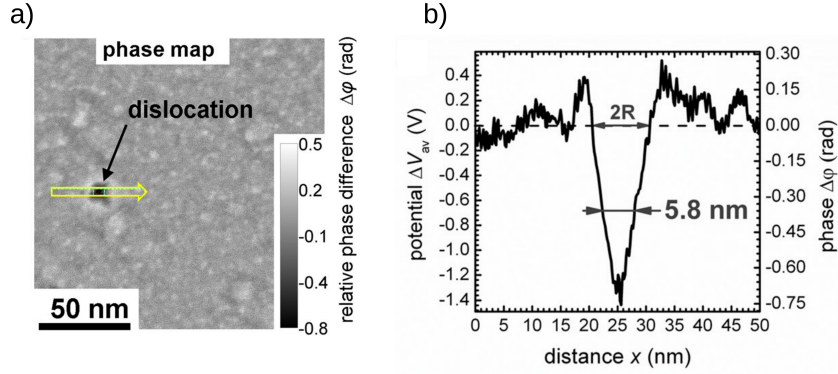 a)
phase map
dislocation
50 nm
0.5
0.2
-0.1
-0.4
-0.8
relative phase difference Δφ (rad)
b)
potential ΔVav (V)
0.4
0.2
0.0
-0.2
-0.4
-0.6
-0.8
-1.0
-1.2
-1.4
2R
5.8 nm
0.30
0.15
0.00
-0.15
-0.30
-0.45
-0.60
-0.75
phase Δφ (rad)
0 5 10 15 20 25 30 35 40 45 50
distance x (nm)